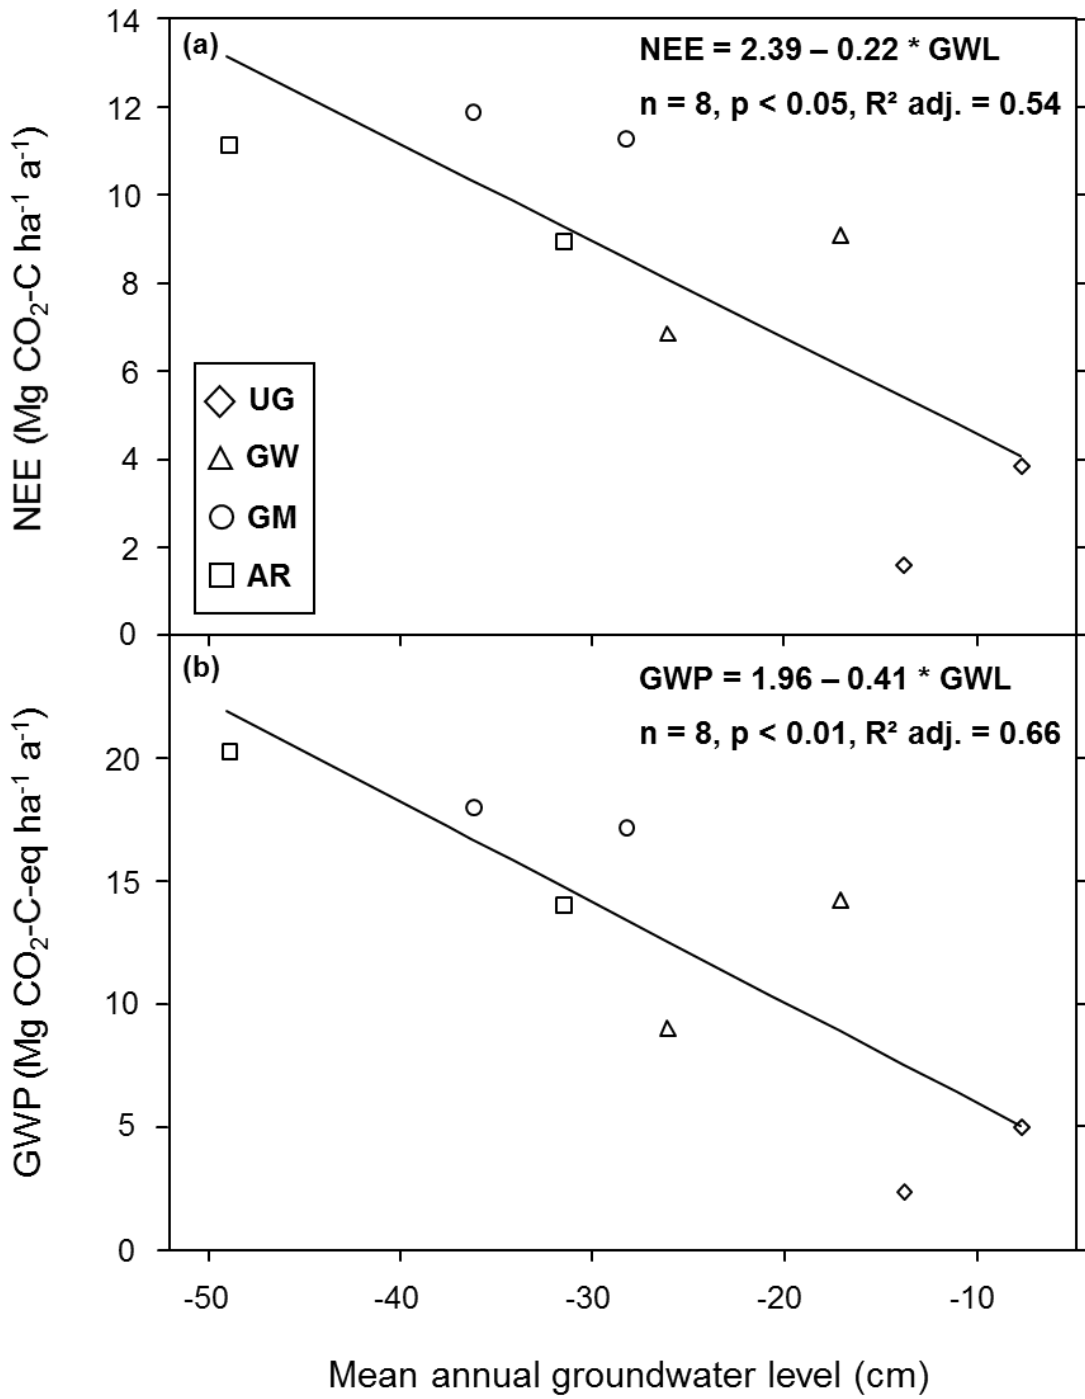 (a)
NEE = 2.39 – 0.22 * GWL
n = 8, p < 0.05, R² adj. = 0.54
NEE (Mg CO₂-C ha⁻¹ a⁻¹)
14
12
10
8
6
4
2
0
UG
GW
GM
AR
(b)
GWP = 1.96 – 0.41 * GWL
n = 8, p < 0.01, R² adj. = 0.66
GWP (Mg CO₂-C-eq ha⁻¹ a⁻¹)
20
15
10
5
0
-50 -40 -30 -20 -10
Mean annual groundwater level (cm)